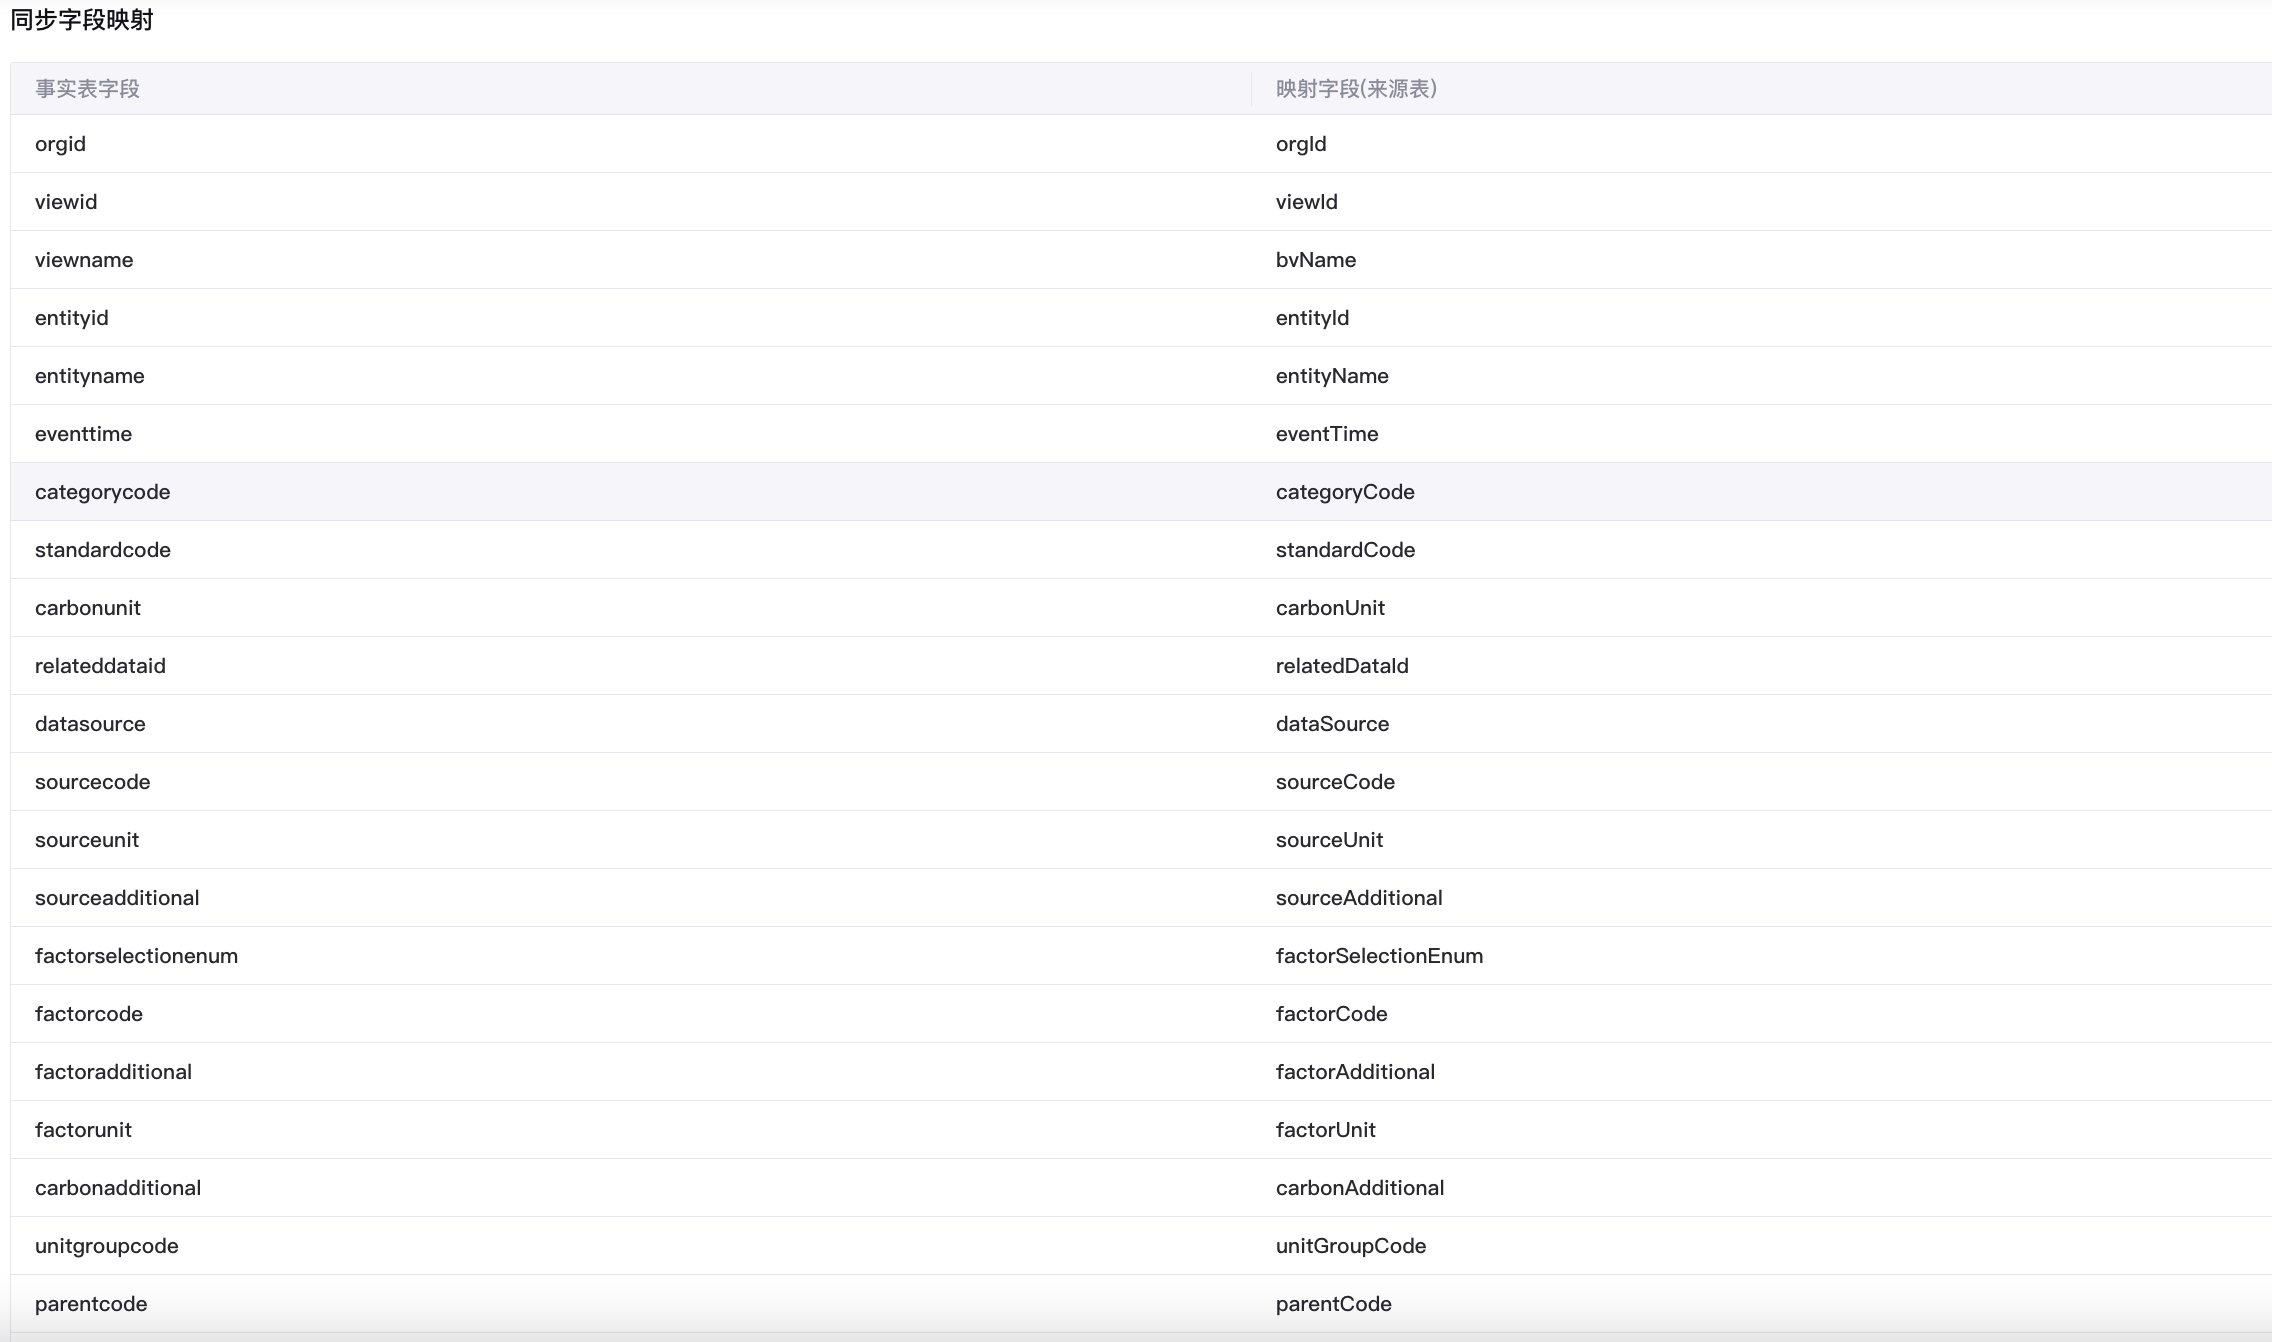 同步字段映射
事实表字段 映射字段(来源表)
orgid orgId
viewid viewId
viewname bvName
entityid entityId
entityname entityName
eventtime eventTime
categorycode categoryCode
standardcode standardCode
carbonunit carbonUnit
relateddataid relatedDataId
datasource dataSource
sourcecode sourceCode
sourceunit sourceUnit
sourceadditional sourceAdditional
factorselectionenum factorSelectionEnum
factorcode factorCode
factoradditional factorAdditional
factorunit factorUnit
carbonadditional carbonAdditional
unitgroupcode unitGroupCode
parentcode parentCode